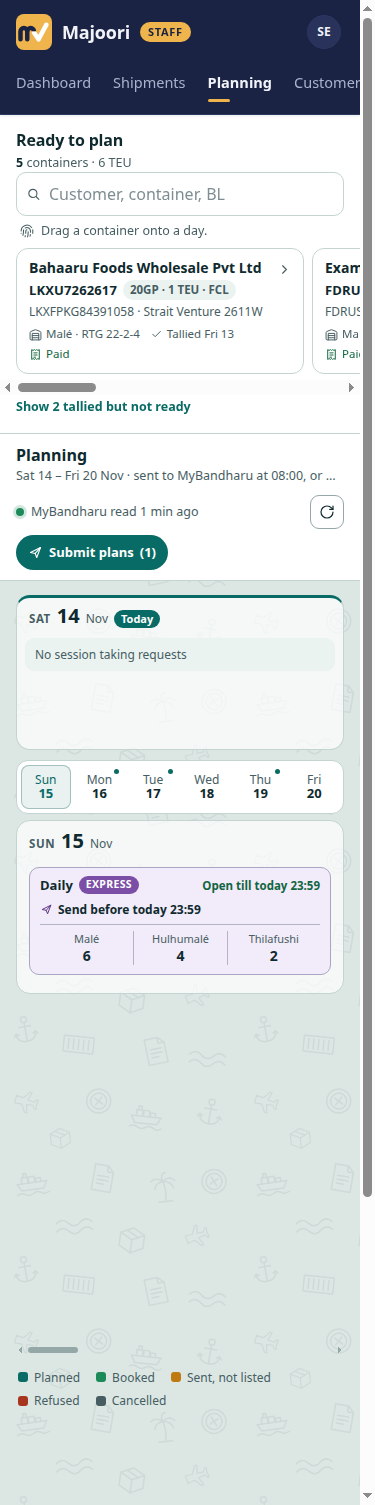 Majoori STAFF SE
Dashboard Shipments Planning Customer
Ready to plan
5 containers · 6 TEU
Customer, container, BL
Drag a container onto a day.
Bahaaru Foods Wholesale Pvt Ltd
LKXU7262617 20GP · 1 TEU · FCL
LKXFPKG84391058 · Strait Venture 2611W
Malé · RTG 22-2-4 Tallied Fri 13
Paid
Exam
FDRU
FDRUS
Ma
Paid
Show 2 tallied but not ready
Planning
Sat 14 – Fri 20 Nov · sent to MyBandharu at 08:00, or ...
MyBandharu read 1 min ago
Submit plans (1)
SAT 14 Nov Today
No session taking requests
Sun Mon Tue Wed Thu Fri
15 16 17 18 19 20
SUN 15 Nov
Daily EXPRESS Open till today 23:59
Send before today 23:59
Malé Hulhumalé Thilafushi
6 4 2
Planned Booked Sent, not listed
Refused Cancelled